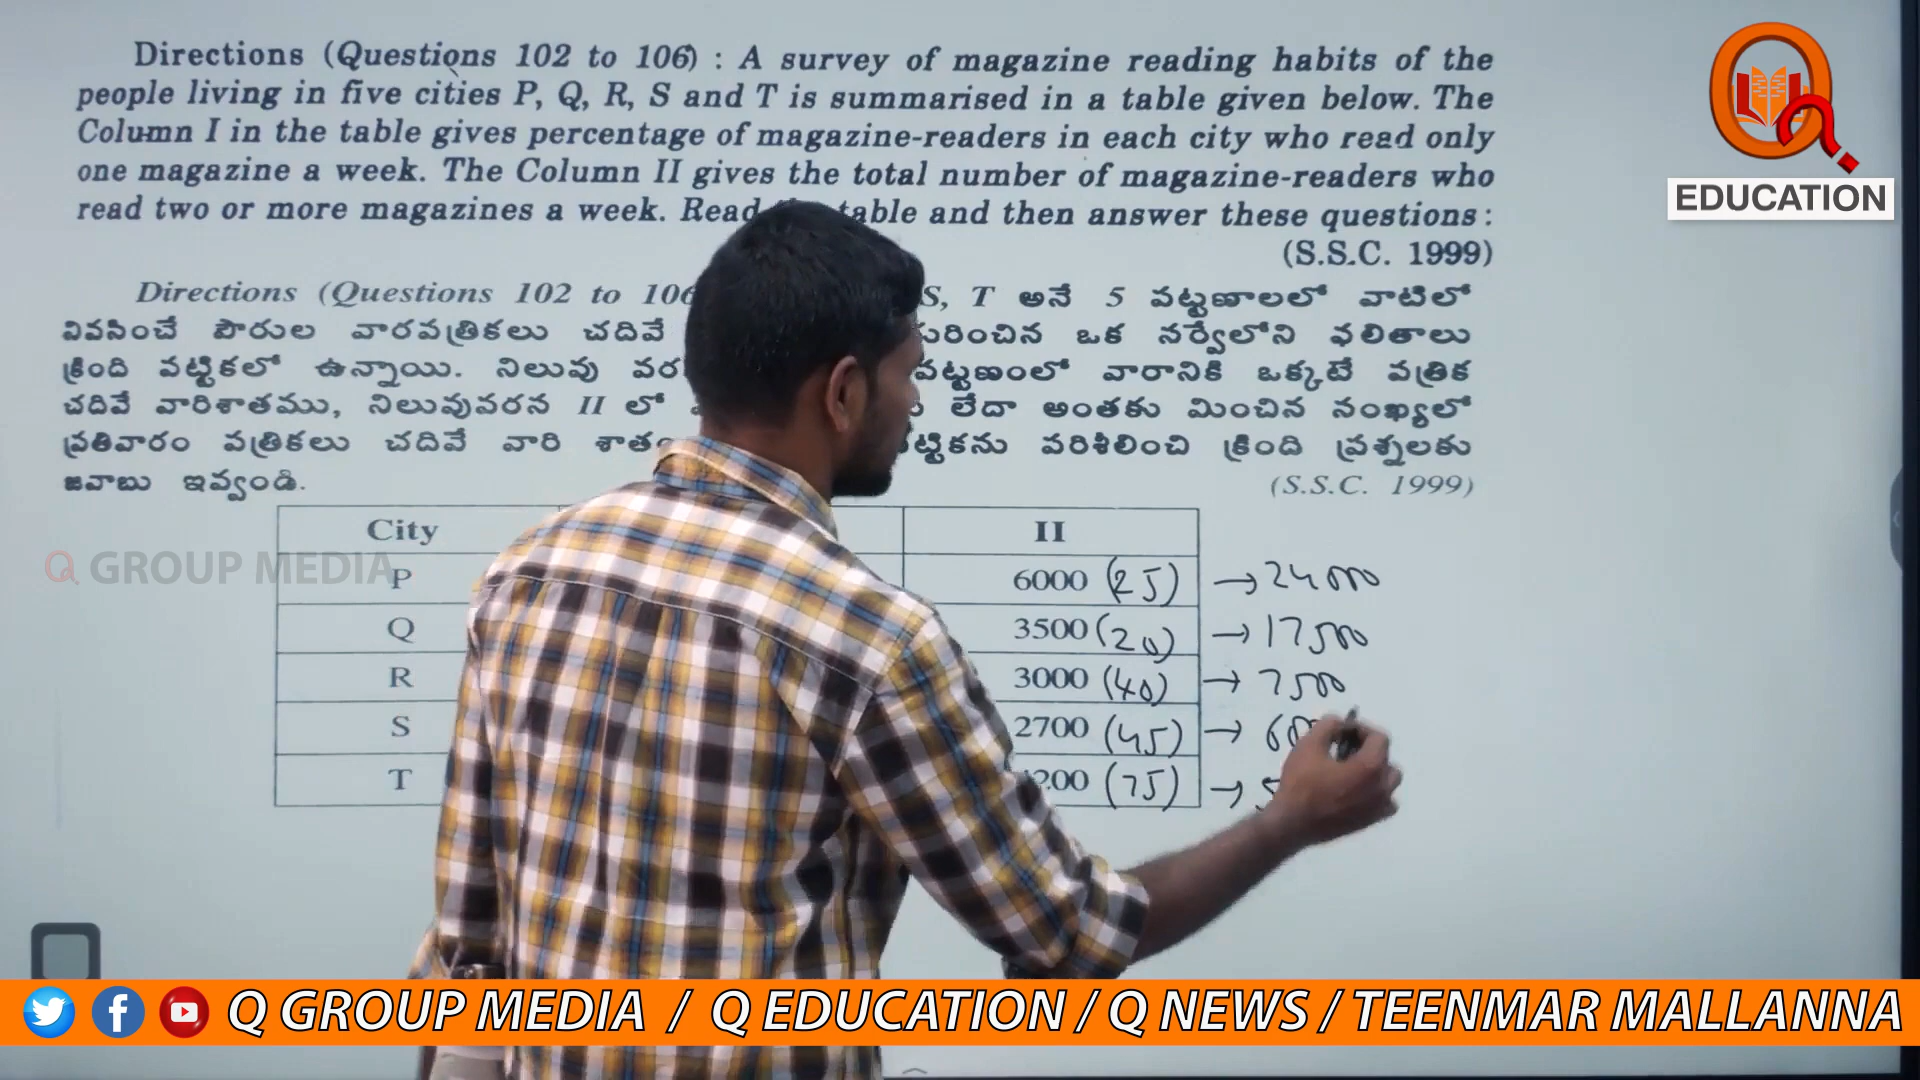 Directions (Questions 102 to 106) : A survey of magazine reading habits of the
people living in five cities P, Q, R, S and T is summarised in a table given below. The
Column I in the table gives percentage of magazine-readers in each city who read only
one magazine a week. The Column II gives the total number of magazine-readers who
read two or more magazines a week. Read table and then answer these questions :
(S.S.C. 1999)
Directions (Questions 102 to 106 S, T అనే 5 పట్టణాలలో వాటిలో
నివసించే పౌరుల వారపత్రికలు చదివే ఒక సర్వేలోని ఫలితాలు
క్రింది పట్టికలో ఉన్నాయి. నిలువు పట్టణంలో వారానికి ఒక్కటే పత్రిక
చదివే వారిశాతము, నిలువువరస II లో లేదా అంతకు మించిన సంఖ్యలో
ప్రతివారం పత్రికలు చదివే వారి పరిశీలించి క్రింది ప్రశ్నలకు
జవాబు ఇవ్వండి. (S.S.C. 1999)
City II
P 6000 (25) → 24000
Q 3500 (20) → 17500
R 3000 (40) → 7500
S 2700 (45) →
T (75) →
Q EDUCATION
Q GROUP MEDIA
Q GROUP MEDIA / Q EDUCATION / Q NEWS / TEENMAR MALLANNA